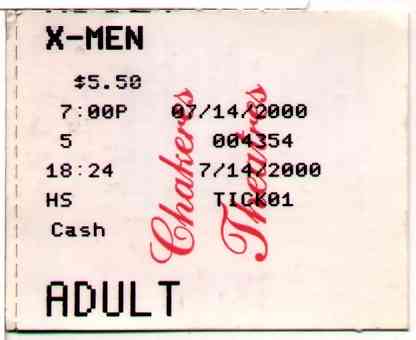 X-MEN
$5.50
7:00P 07/14/2000
5 004354
18:24 7/14/2000
HS TICK01
Cash
ADULT
Chakeres
Theatres